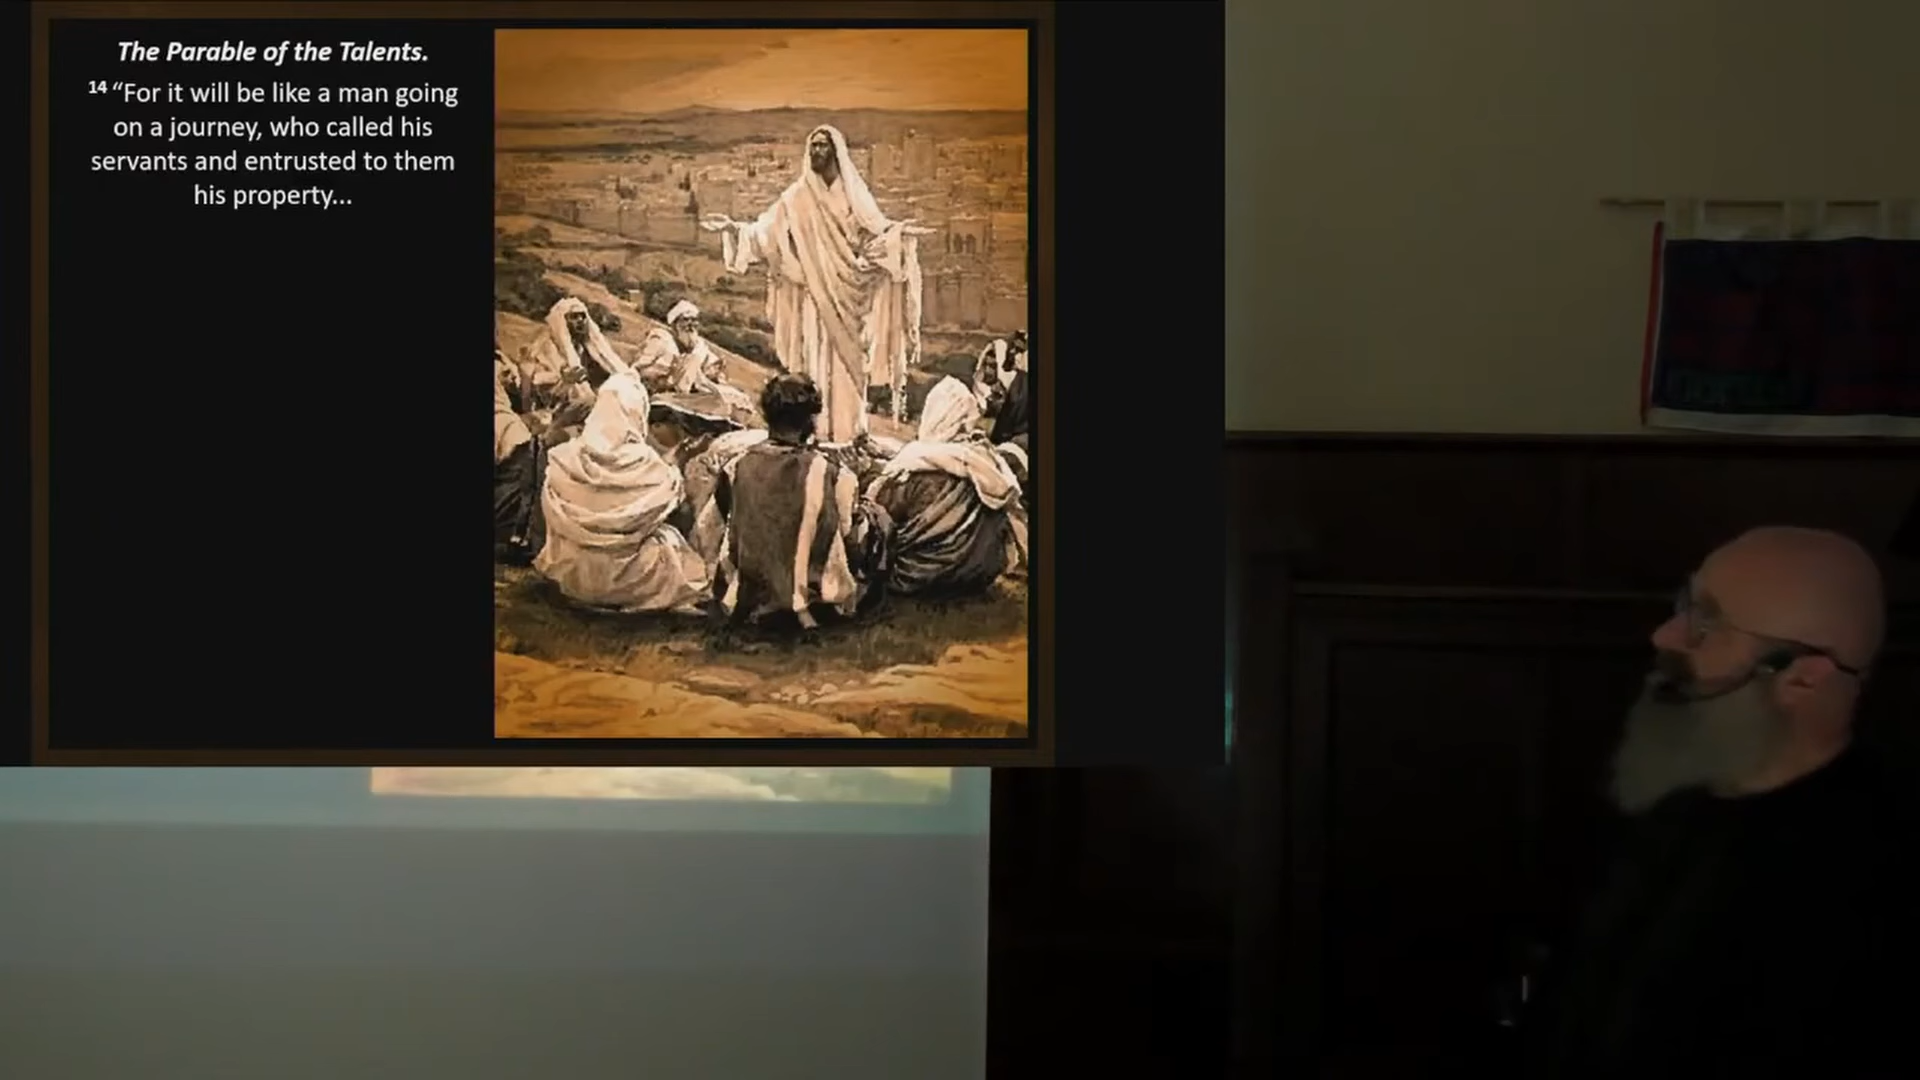 The Parable of the Talents.
14 “For it will be like a man going
on a journey, who called his
servants and entrusted to them
his property...